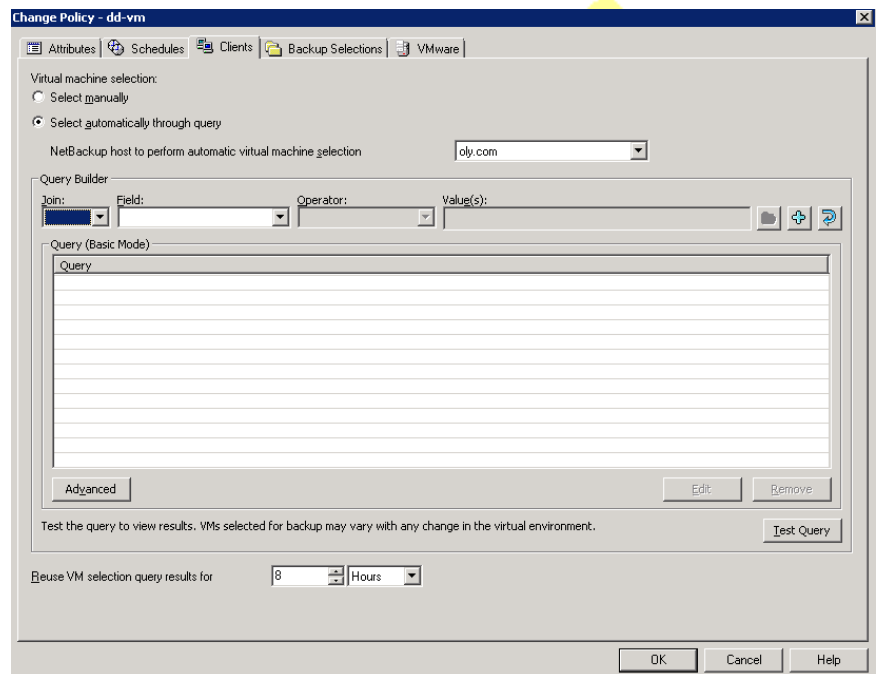 Change Policy - dd-vm
Attributes Schedules Clients Backup Selections VMware
Virtual machine selection:
Select manually
Select automatically through query
NetBackup host to perform automatic virtual machine selection oly.com
Query Builder
Join: Field: Operator: Value(s):
Query (Basic Mode)
Query
Advanced Edit Remove
Test the query to view results. VMs selected for backup may vary with any change in the virtual environment. Test Query
Reuse VM selection query results for 8 Hours
OK Cancel Help